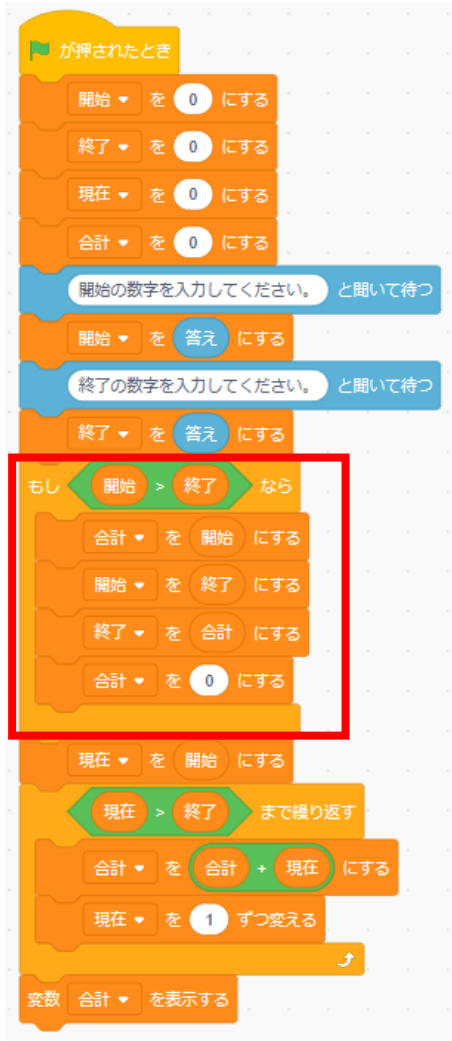 が押されたとき
開始 を 0 にする
終了 を 0 にする
現在 を 0 にする
合計 を 0 にする
開始の数字を入力してください。 と聞いて待つ
開始 を 答え にする
終了の数字を入力してください。 と聞いて待つ
終了 を 答え にする
もし 開始 > 終了 なら
合計 を 開始 にする
開始 を 終了 にする
終了 を 合計 にする
合計 を 0 にする
現在 を 開始 にする
現在 > 終了 まで繰り返す
合計 を 合計 + 現在 にする
現在 を 1 ずつ変える
変数 合計 を表示する